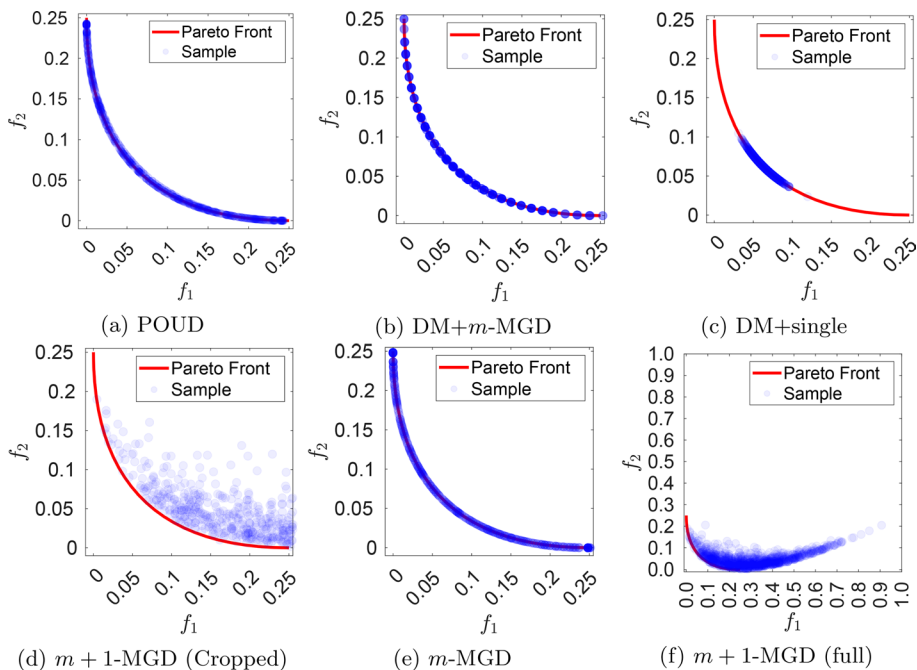 Pareto Front
Sample
f₂
0.25
0.2
0.15
0.1
0.05
0
0
0.05
0.1
0.15
0.2
0.25
f₁
(a) POUD
Pareto Front
Sample
f₂
0.25
0.2
0.15
0.1
0.05
0
0
0.05
0.1
0.15
0.2
0.25
f₁
(b) DM+m-MGD
Pareto Front
Sample
f₂
0.25
0.2
0.15
0.1
0.05
0
0
0.05
0.1
0.15
0.2
0.25
f₁
(c) DM+single
Pareto Front
Sample
f₂
0.25
0.2
0.15
0.1
0.05
0
0
0.05
0.1
0.15
0.2
0.25
f₁
(d) m + 1-MGD (Cropped)
Pareto Front
Sample
f₂
0.25
0.2
0.15
0.1
0.05
0
0
0.05
0.1
0.15
0.2
0.25
f₁
(e) m-MGD
Pareto Front
Sample
f₂
1.0
0.9
0.8
0.7
0.6
0.5
0.4
0.3
0.2
0.1
0.0
0.0
0.1
0.2
0.3
0.4
0.5
0.6
0.7
0.8
0.9
1.0
f₁
(f) m + 1-MGD (full)